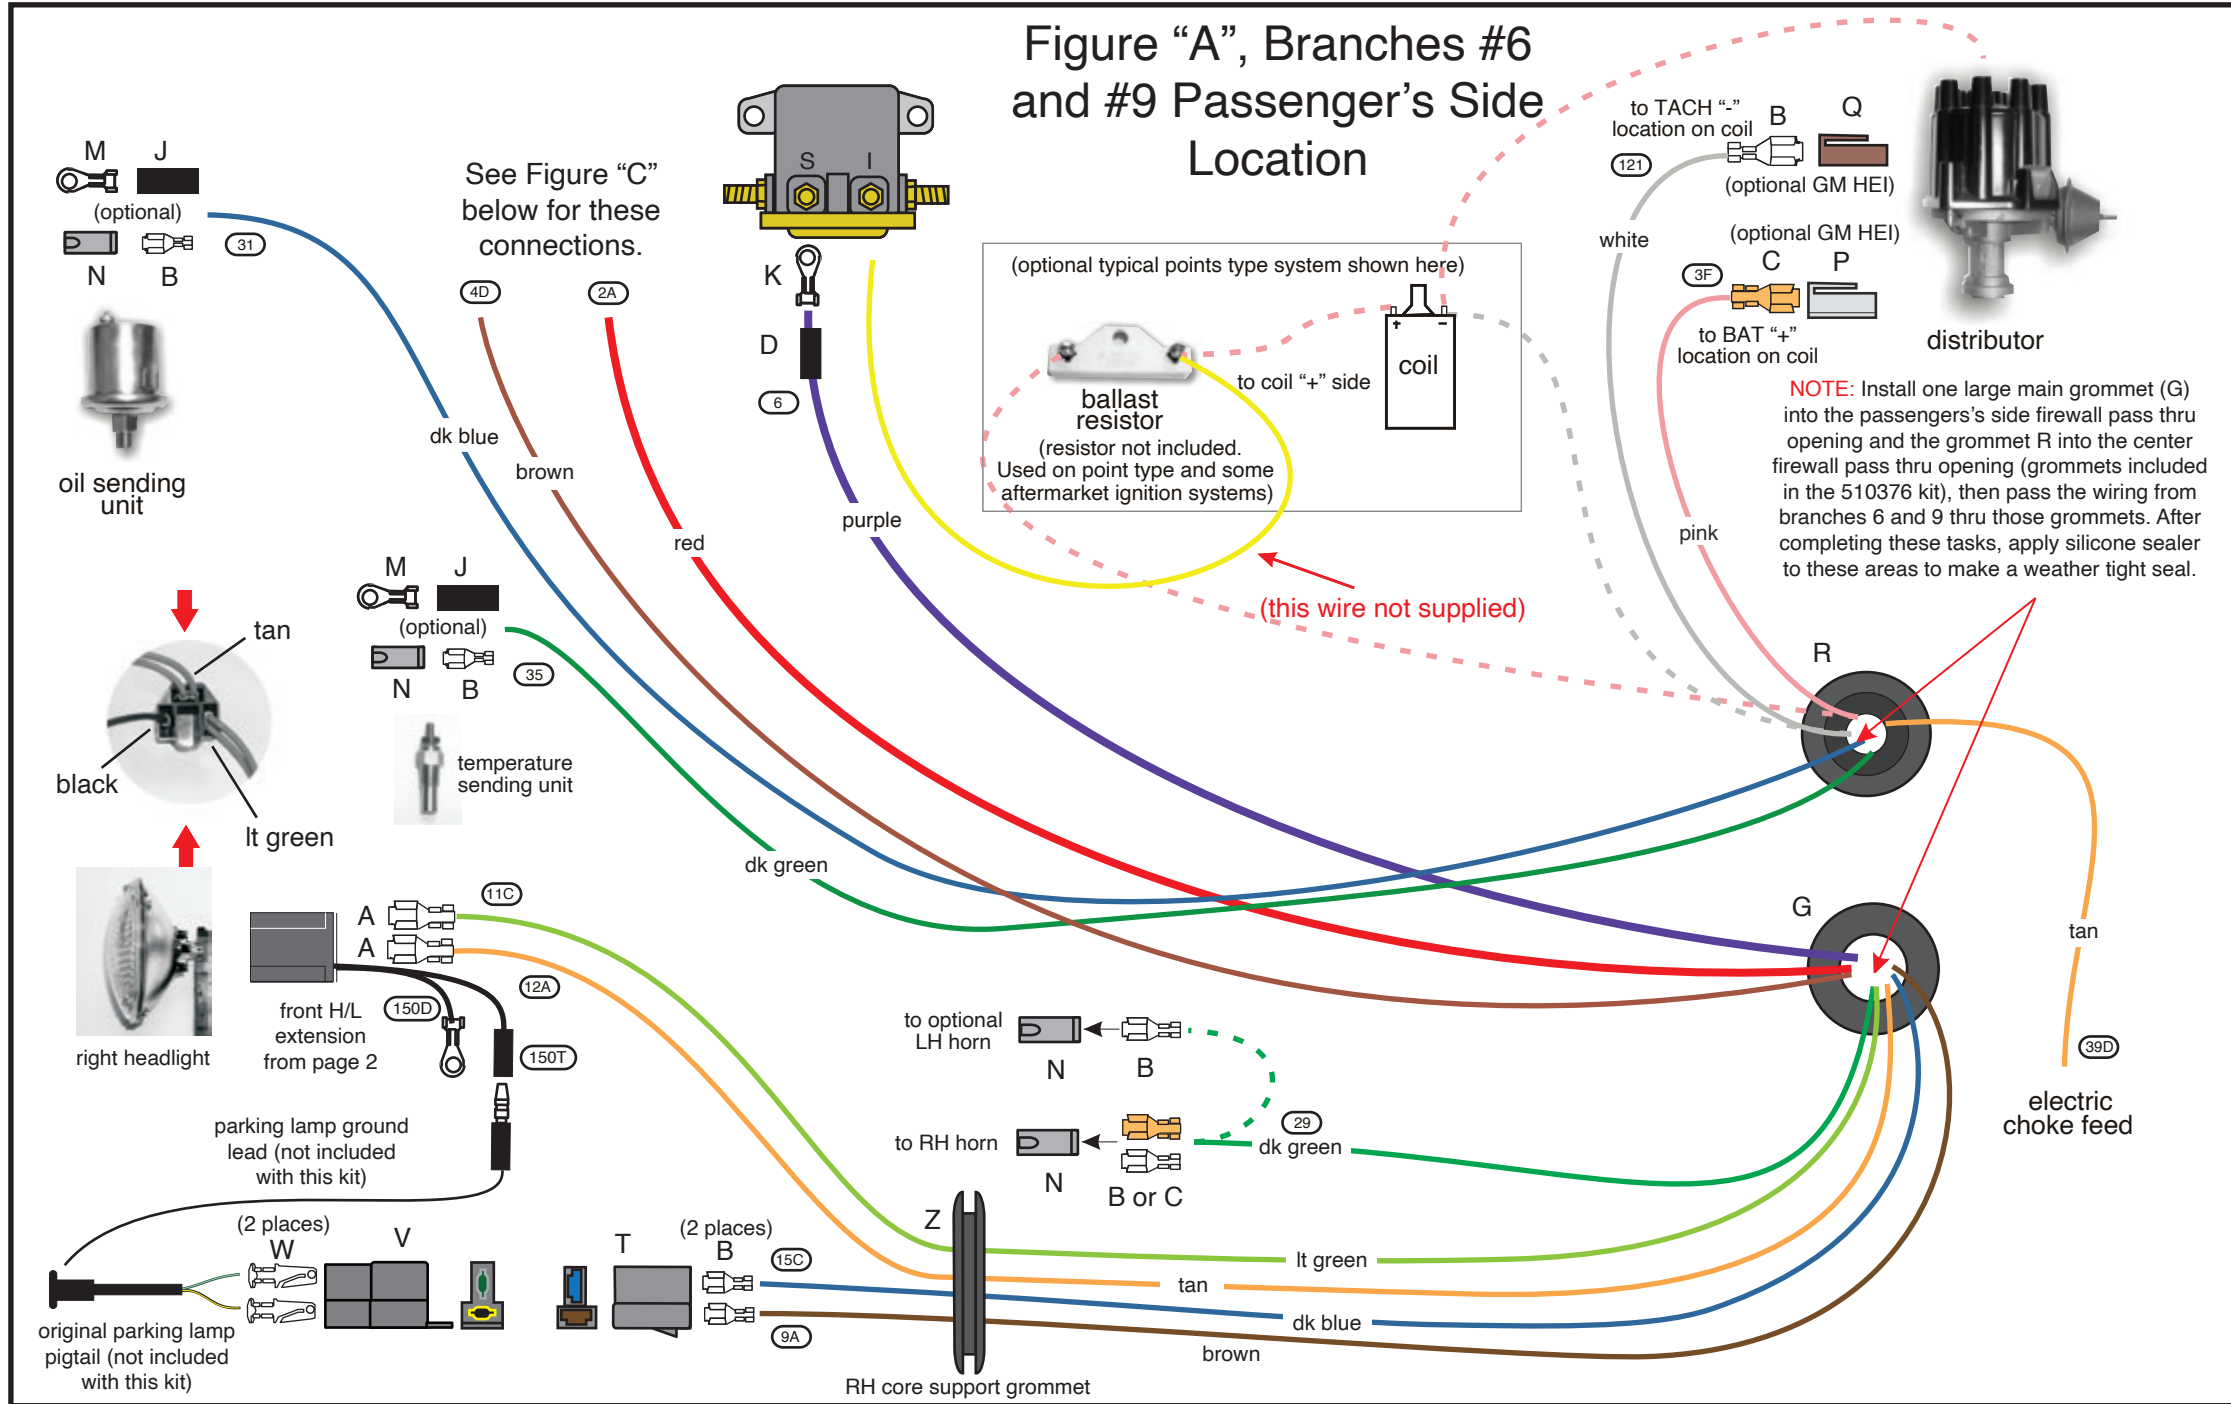 Figure “A”, Branches #6
and #9 Passenger’s Side
Location
M
J
(optional)
31
N
B
oil sending
unit
See Figure “C”
below for these
connections.
4D
2A
S
I
K
D
6
(optional typical points type system shown here)
ballast
resistor
(resistor not included.
Used on point type and some
aftermarket ignition systems)
to coil “+” side
+
-
coil
to TACH “-”
location on coil
B
Q
121
(optional GM HEI)
white
(optional GM HEI)
3F
C
P
to BAT “+”
location on coil
distributor
NOTE: Install one large main grommet (G)
into the passengers’s side firewall pass thru
opening and the grommet R into the center
firewall pass thru opening (grommets included
in the 510376 kit), then pass the wiring from
branches 6 and 9 thru those grommets. After
completing these tasks, apply silicone sealer
to these areas to make a weather tight seal.
dk blue
brown
red
purple
pink
(this wire not supplied)
M
J
(optional)
N
B
35
temperature
sending unit
tan
black
lt green
right headlight
dk green
R
G
tan
39D
electric
choke feed
11C
A
A
12A
150D
150T
front H/L
extension
from page 2
parking lamp ground
lead (not included
with this kit)
to optional
LH horn
N
B
to RH horn
N
B or C
29
dk green
(2 places)
W
V
T
(2 places)
B
15C
9A
Z
lt green
tan
dk blue
brown
original parking lamp
pigtail (not included
with this kit)
RH core support grommet